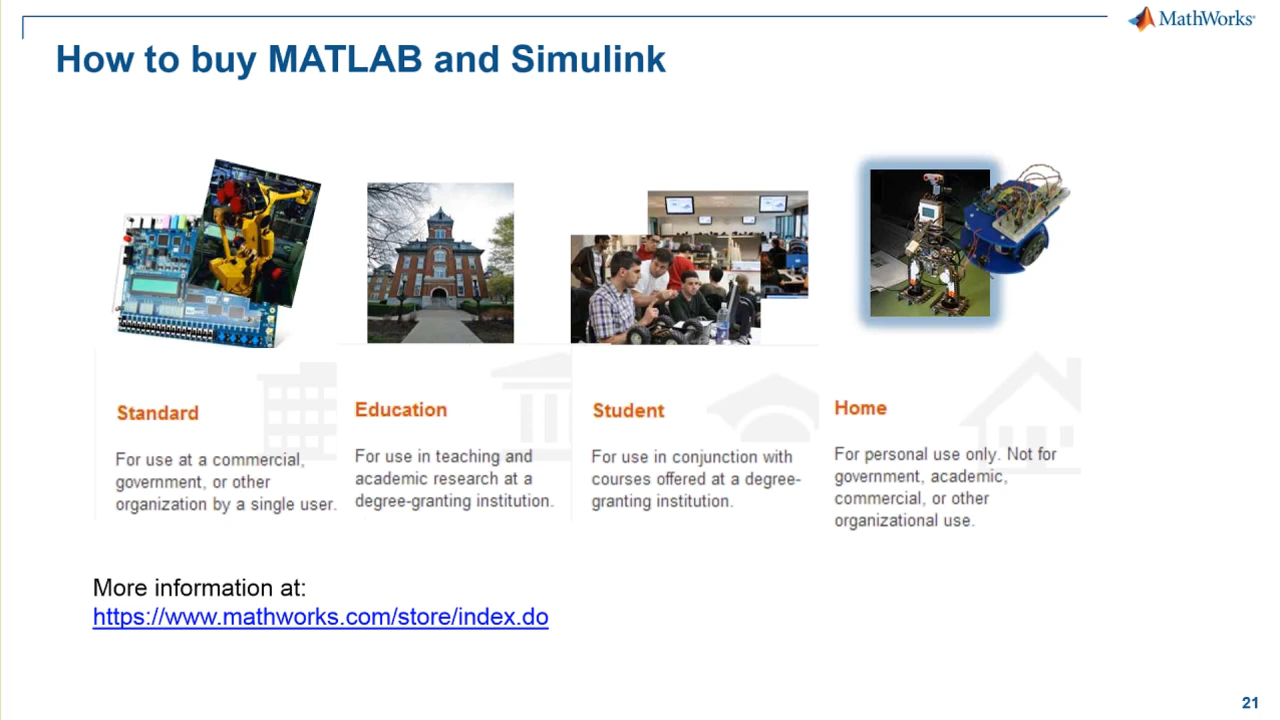 MathWorks®
How to buy MATLAB and Simulink
Standard
For use at a commercial,
government, or other
organization by a single user.
Education
For use in teaching and
academic research at a
degree-granting institution.
Student
For use in conjunction with
courses offered at a degree-
granting institution.
Home
For personal use only. Not for
government, academic,
commercial, or other
organizational use.
More information at:
https://www.mathworks.com/store/index.do
21